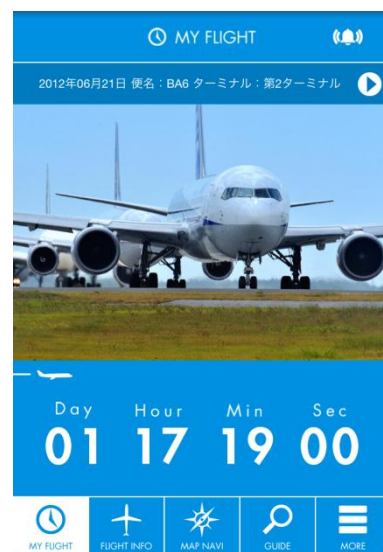 MY FLIGHT
2012年06月21日 便名：BA6 ターミナル：第2ターミナル
Day Hour Min Sec
01 17 19 00
MY FLIGHT FLIGHT INFO MAP NAVI GUIDE MORE